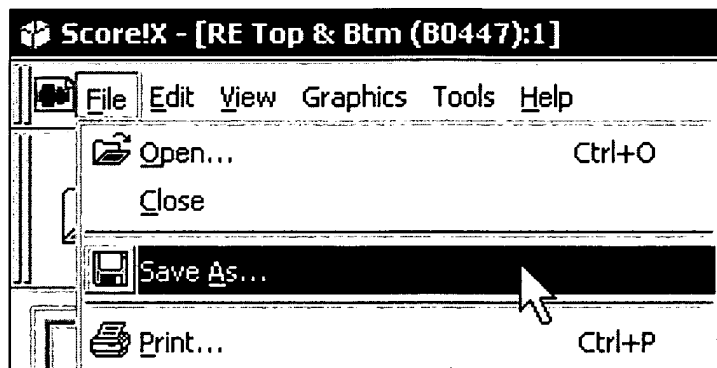 Score!X - [RE Top & Btm (B0447):1]
File Edit View Graphics Tools Help
Open... Ctrl+O
Close
Save As...
Print... Ctrl+P